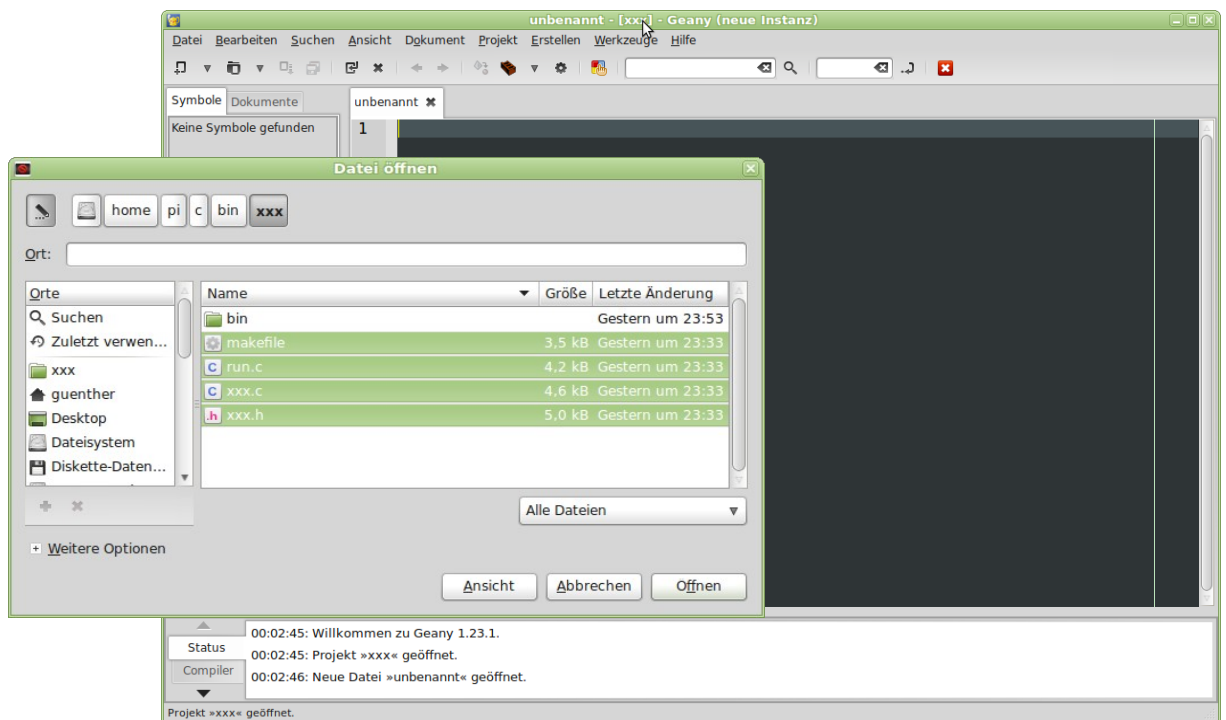 unbenannt - [xxx] - Geany (neue Instanz)
Datei Bearbeiten Suchen Ansicht Dokument Projekt Erstellen Werkzeuge Hilfe
Symbole Dokumente unbenannt
Keine Symbole gefunden 1
Datei öffnen
home pi c bin xxx
Ort:
Orte Name Größe Letzte Änderung
Suchen bin Gestern um 23:53
Zuletzt verwen... makefile 3,5 kB Gestern um 23:33
xxx run.c 4,2 kB Gestern um 23:33
guenther xxx.c 4,6 kB Gestern um 23:33
Desktop .h xxx.h 5,0 kB Gestern um 23:33
Dateisystem
Diskette-Daten...
Alle Dateien
Weitere Optionen
Ansicht Abbrechen Öffnen
Status 00:02:45: Willkommen zu Geany 1.23.1.
00:02:45: Projekt »xxx« geöffnet.
Compiler 00:02:46: Neue Datei »unbenannt« geöffnet.
Projekt »xxx« geöffnet.